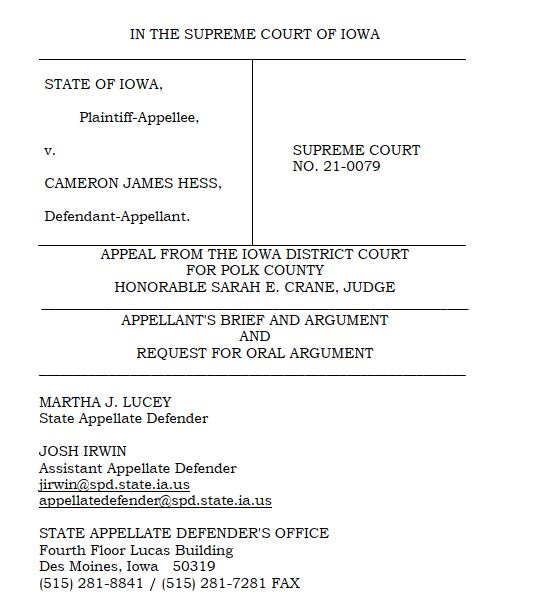 IN THE SUPREME COURT OF IOWA
STATE OF IOWA,
Plaintiff-Appellee,
v.
CAMERON JAMES HESS,
Defendant-Appellant.
SUPREME COURT
NO. 21-0079
APPEAL FROM THE IOWA DISTRICT COURT
FOR POLK COUNTY
HONORABLE SARAH E. CRANE, JUDGE
APPELLANT'S BRIEF AND ARGUMENT
AND
REQUEST FOR ORAL ARGUMENT
MARTHA J. LUCEY
State Appellate Defender
JOSH IRWIN
Assistant Appellate Defender
jirwin@spd.state.ia.us
appellatedefender@spd.state.ia.us
STATE APPELLATE DEFENDER'S OFFICE
Fourth Floor Lucas Building
Des Moines, Iowa 50319
(515) 281-8841 / (515) 281-7281 FAX